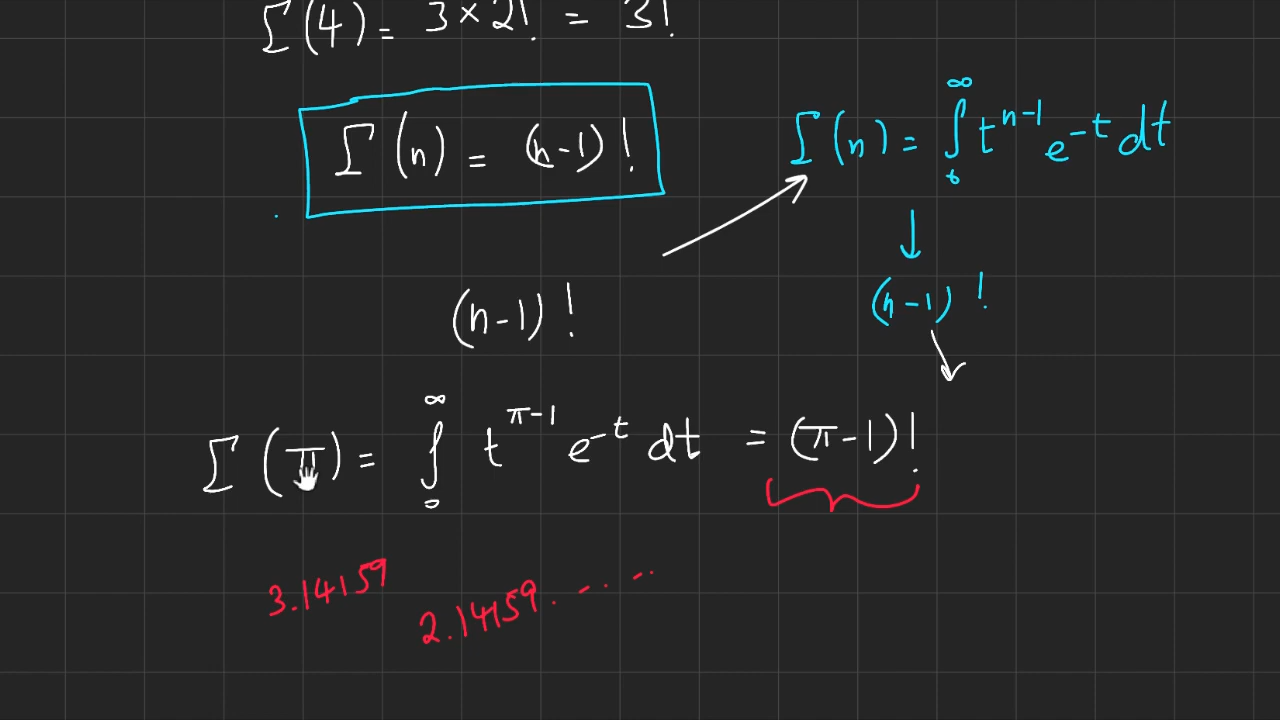 Γ(4) = 3 × 2! = 3!
Γ(n) = (n-1)!
Γ(n) = ∫₀^∞ t^(n-1) e^(-t) dt
(n-1)!
(n-1)!
Γ(π) = ∫₀^∞ t^(π-1) e^(-t) dt = (π-1)!
3.14159
2.14159. - . - ..